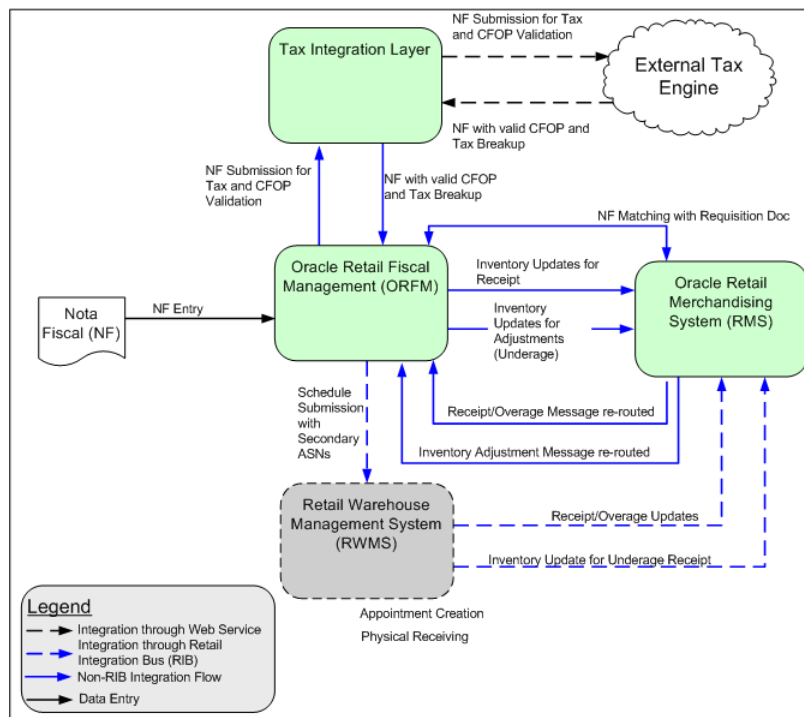 NF Submission for Tax
and CFOP Validation
Tax Integration Layer
External Tax
Engine
NF with valid CFOP and
Tax Breakup
NF Submission for
Tax and CFOP
Validation
NF with valid CFOP
and Tax Breakup
NF Matching with Requisition Doc
Oracle Retail Fiscal
Management (ORFM)
Inventory Updates for
Receipt
Oracle Retail
Merchandising
System (RMS)
Nota
Fiscal (NF)
NF Entry
Inventory
Updates for
Adjustments
(Underage)
Schedule
Submission
with
Secondary
ASNs
Receipt/Overage Message re-routed
Inventory Adjustment Message re-routed
Retail Warehouse
Management System
(RWMS)
Receipt/Overage Updates
Inventory Update for Underage Receipt
Appointment Creation
Physical Receiving
Legend
Integration through Web Service
Integration through Retail
Integration Bus (RIB)
Non-RIB Integration Flow
Data Entry